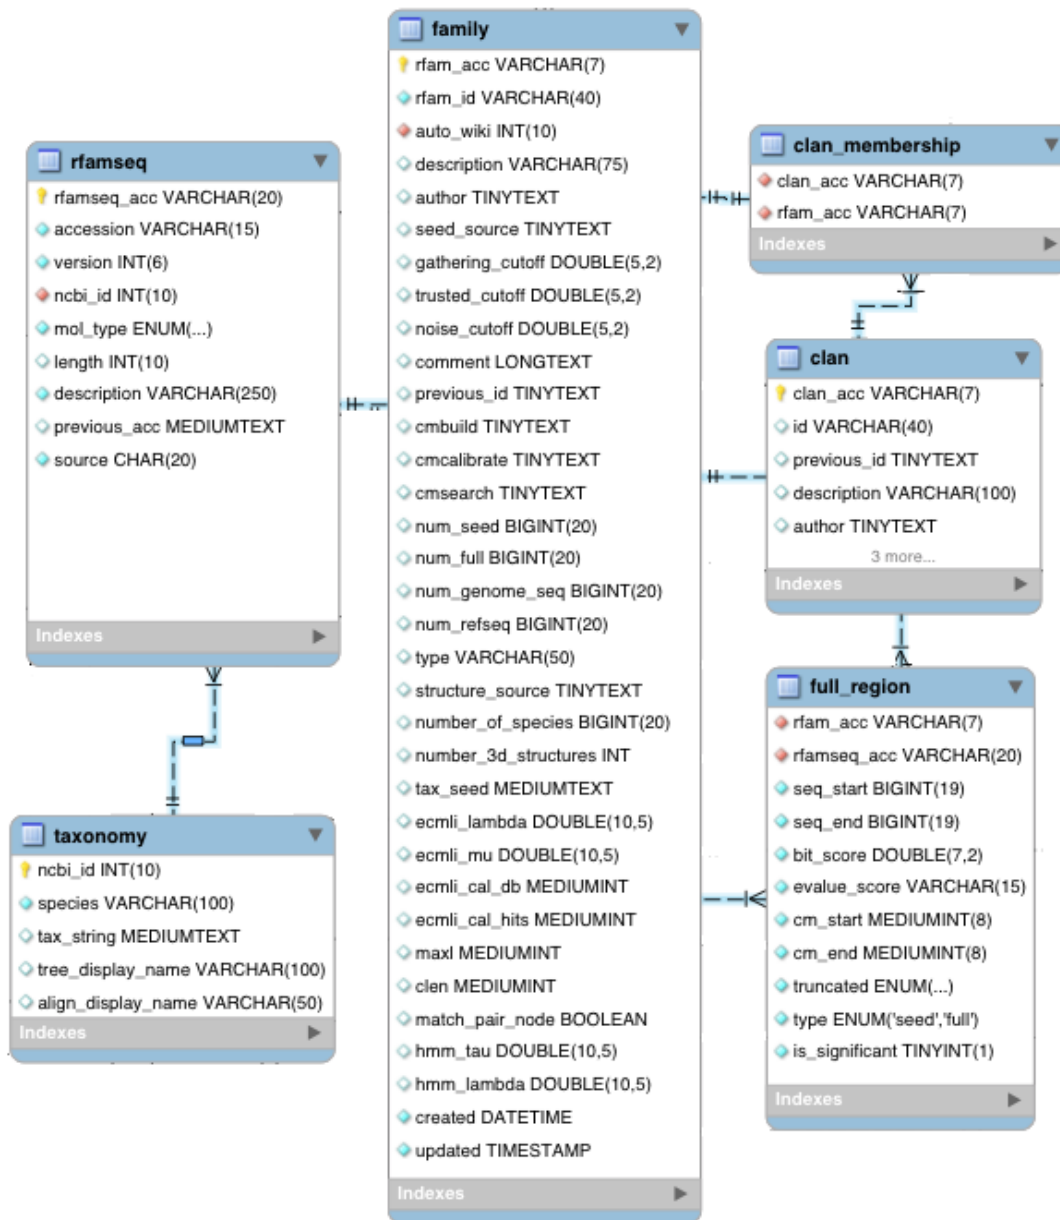 family
rfam_acc VARCHAR(7)
rfam_id VARCHAR(40)
auto_wiki INT(10)
description VARCHAR(75)
author TINYTEXT
seed_source TINYTEXT
gathering_cutoff DOUBLE(5,2)
trusted_cutoff DOUBLE(5,2)
noise_cutoff DOUBLE(5,2)
comment LONGTEXT
previous_id TINYTEXT
cmbuild TINYTEXT
cmcalibrate TINYTEXT
cmsearch TINYTEXT
num_seed BIGINT(20)
num_full BIGINT(20)
num_genome_seq BIGINT(20)
num_refseq BIGINT(20)
type VARCHAR(50)
structure_source TINYTEXT
number_of_species BIGINT(20)
number_3d_structures INT
tax_seed MEDIUMTEXT
ecmli_lambda DOUBLE(10,5)
ecmli_mu DOUBLE(10,5)
ecmli_cal_db MEDIUMINT
ecmli_cal_hits MEDIUMINT
maxl MEDIUMINT
clen MEDIUMINT
match_pair_node BOOLEAN
hmm_tau DOUBLE(10,5)
hmm_lambda DOUBLE(10,5)
created DATETIME
updated TIMESTAMP
Indexes
rfamseq
rfamseq_acc VARCHAR(20)
accession VARCHAR(15)
version INT(6)
ncbi_id INT(10)
mol_type ENUM(...)
length INT(10)
description VARCHAR(250)
previous_acc MEDIUMTEXT
source CHAR(20)
Indexes
taxonomy
ncbi_id INT(10)
species VARCHAR(100)
tax_string MEDIUMTEXT
tree_display_name VARCHAR(100)
align_display_name VARCHAR(50)
Indexes
clan_membership
clan_acc VARCHAR(7)
rfam_acc VARCHAR(7)
Indexes
clan
clan_acc VARCHAR(7)
id VARCHAR(40)
previous_id TINYTEXT
description VARCHAR(100)
author TINYTEXT
3 more...
Indexes
full_region
rfam_acc VARCHAR(7)
rfamseq_acc VARCHAR(20)
seq_start BIGINT(19)
seq_end BIGINT(19)
bit_score DOUBLE(7,2)
evalue_score VARCHAR(15)
cm_start MEDIUMINT(8)
cm_end MEDIUMINT(8)
truncated ENUM(...)
type ENUM('seed','full')
is_significant TINYINT(1)
Indexes